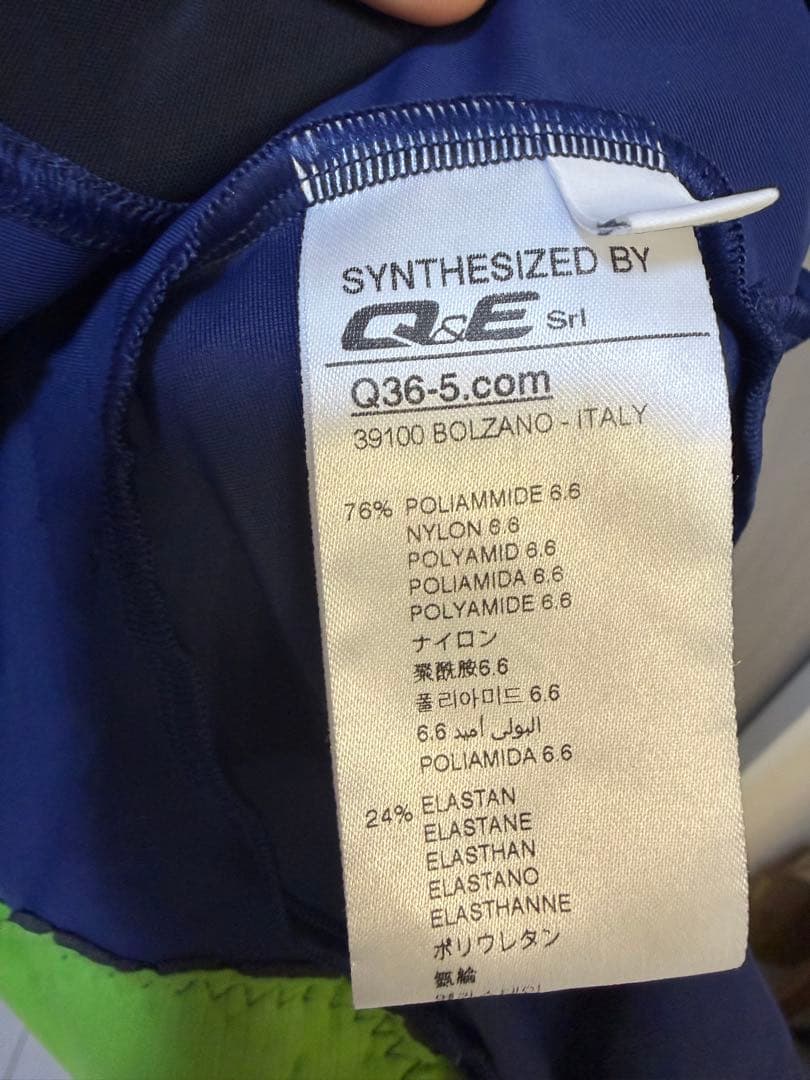 SYNTHESIZED BY
Q&E Srl
Q36-5.com
39100 BOLZANO - ITALY
76% POLIAMMIDE 6.6
NYLON 6.6
POLYAMID 6.6
POLIAMIDA 6.6
POLYAMIDE 6.6
ナイロン
聚酰胺6.6
폴리아미드 6.6
البولى أميد 6.6
POLIAMIDA 6.6
24% ELASTAN
ELASTANE
ELASTHAN
ELASTANO
ELASTHANNE
ポリウレタン
氨綸